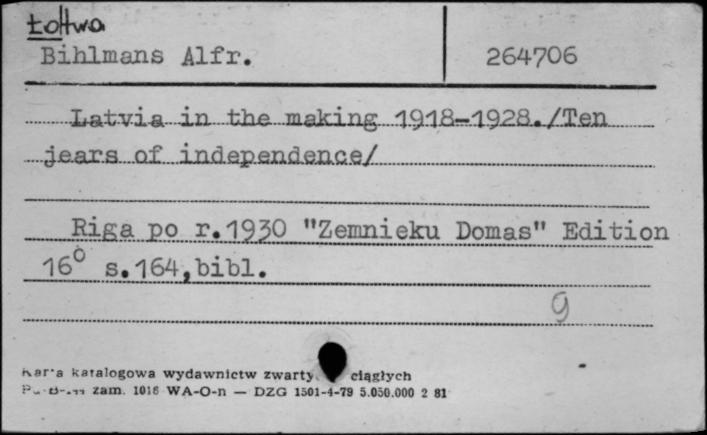 Łotwa
Bihlmans Alfr. 264706
Latvia in the making 1918-1928./Ten
jears of independence/
Riga po r.1930 "Zemnieku Domas" Edition
16° s.164,bibl.
9
Karta katalogowa wydawnictw zwarty ciągłych
zam. 1016 WA-O-n — DZG 1501-4-79 5.050.000 2 81